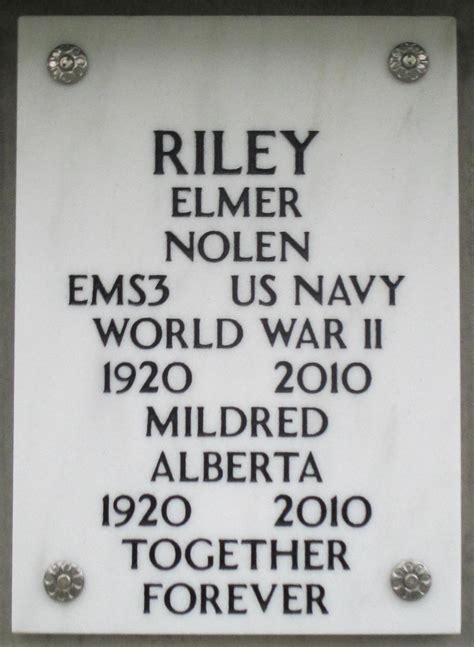 RILEY
ELMER
NOLEN
EMS3 US NAVY
WORLD WAR II
1920 2010
MILDRED
ALBERTA
1920 2010
TOGETHER
FOREVER